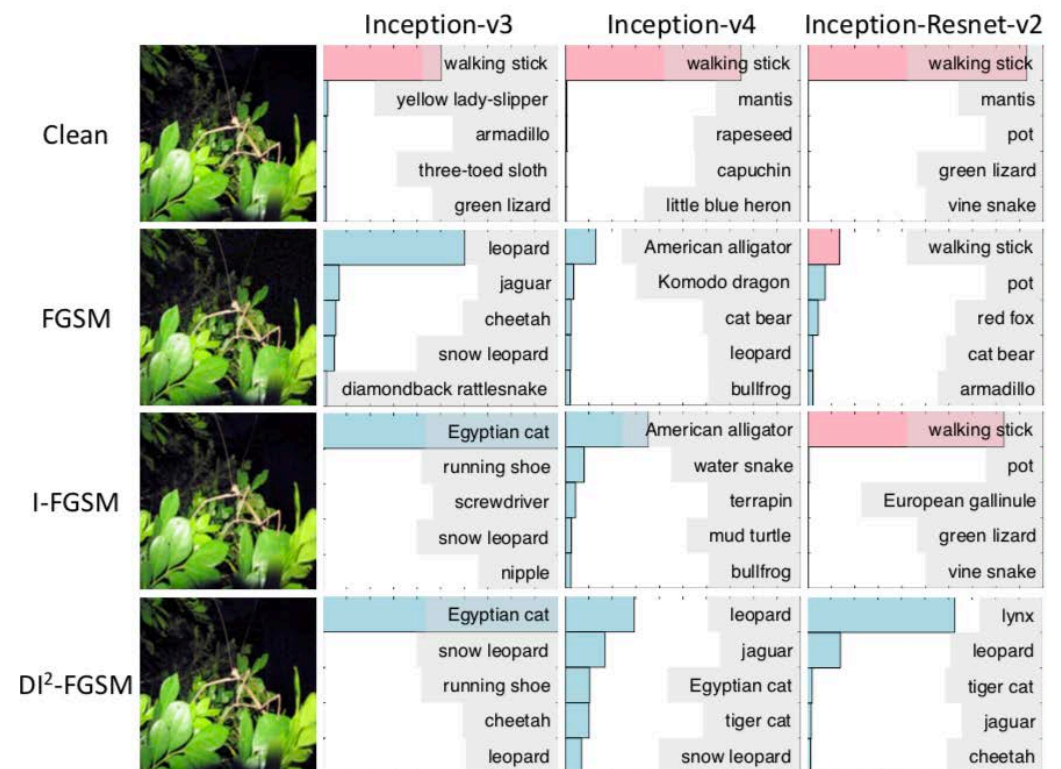 Inception-v3 Inception-v4 Inception-Resnet-v2
Clean
walking stick
yellow lady-slipper
armadillo
three-toed sloth
green lizard
walking stick
mantis
rapeseed
capuchin
little blue heron
walking stick
mantis
pot
green lizard
vine snake
FGSM
leopard
jaguar
cheetah
snow leopard
diamondback rattlesnake
American alligator
Komodo dragon
cat bear
leopard
bullfrog
walking stick
pot
red fox
cat bear
armadillo
I-FGSM
Egyptian cat
running shoe
screwdriver
snow leopard
nipple
American alligator
water snake
terrapin
mud turtle
bullfrog
walking stick
pot
European gallinule
green lizard
vine snake
DI²-FGSM
Egyptian cat
snow leopard
running shoe
cheetah
leopard
leopard
jaguar
Egyptian cat
tiger cat
snow leopard
lynx
leopard
tiger cat
jaguar
cheetah